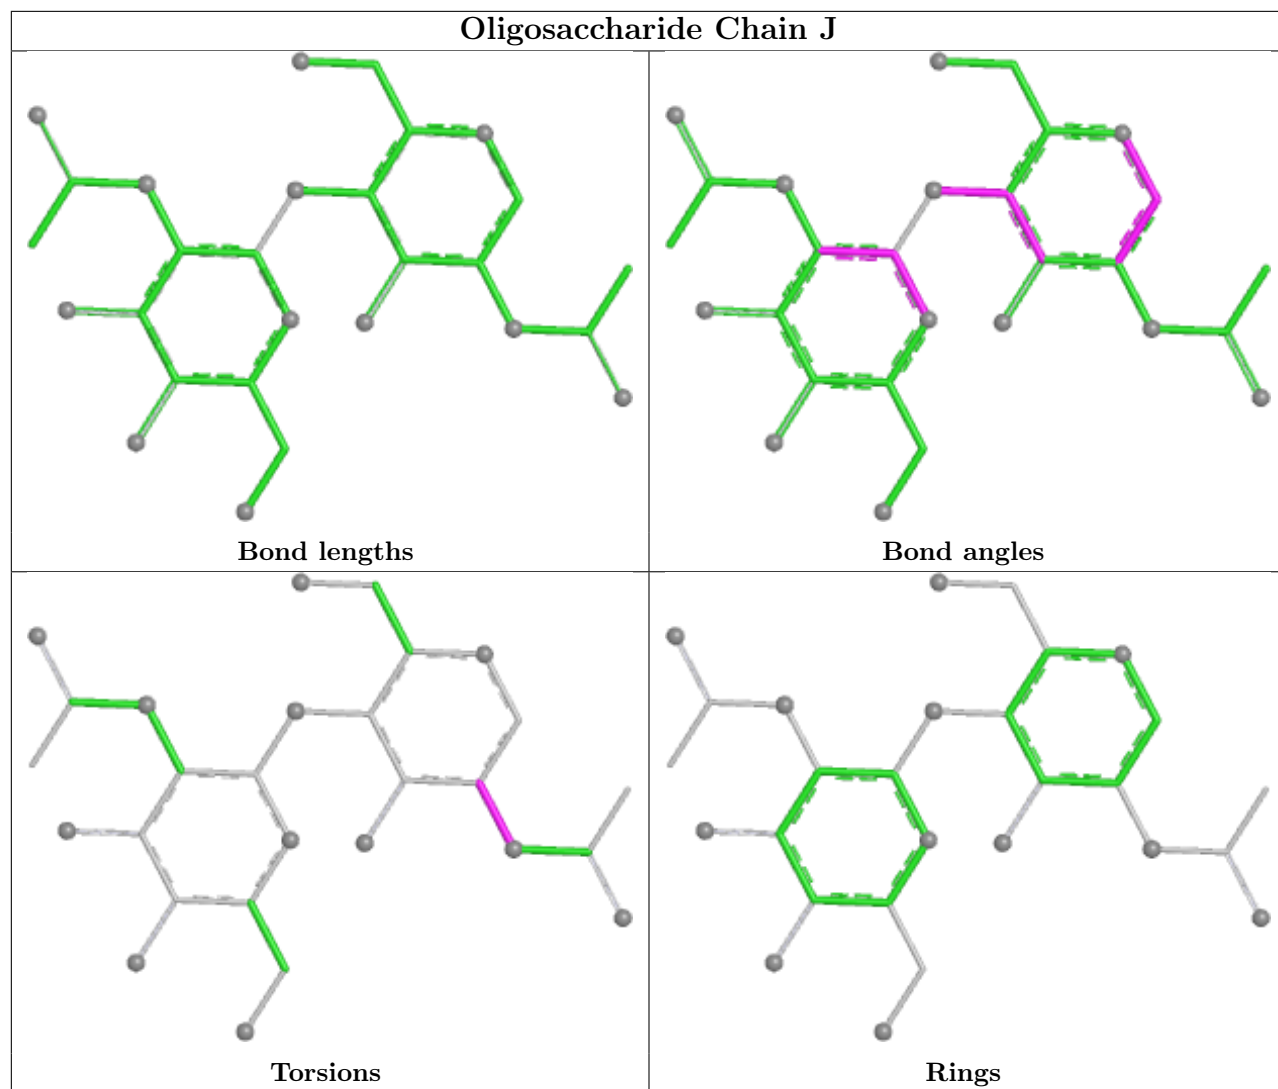 Oligosaccharide Chain J
Bond lengths
Bond angles
Torsions
Rings